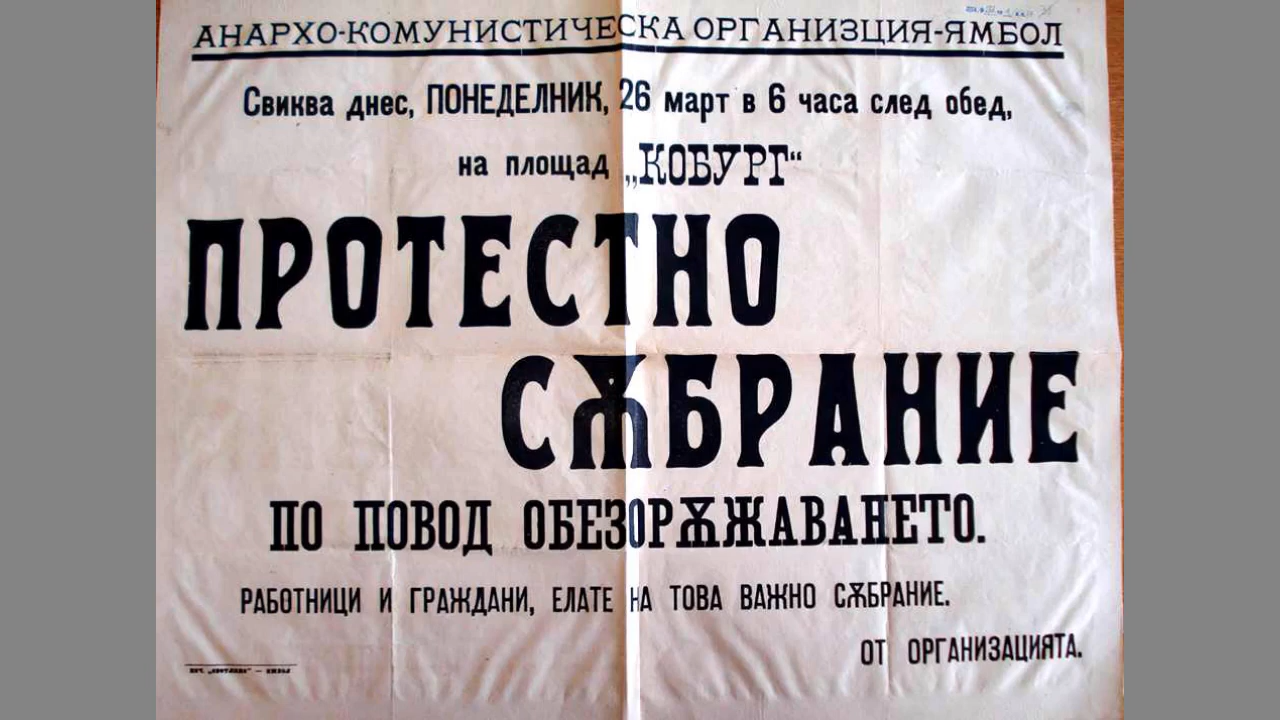 АНАРХО-КОМУНИСТИЧЕСКА ОРГАНИЗЦИЯ-ЯМБОЛ
Свиква днес, ПОНЕДЕЛНИК, 26 март в 6 часа след обед,
на площад „КОБУРГ“
ПРОТЕСТНО
СѪБРАНИЕ
ПО ПОВОД ОБЕЗОРѪЖАВАНЕТО.
РАБОТНИЦИ И ГРАЖДАНИ, ЕЛАТЕ НА ТОВА ВАЖНО СѪБРАНИЕ.
ОТ ОРГАНИЗАЦИЯТА.